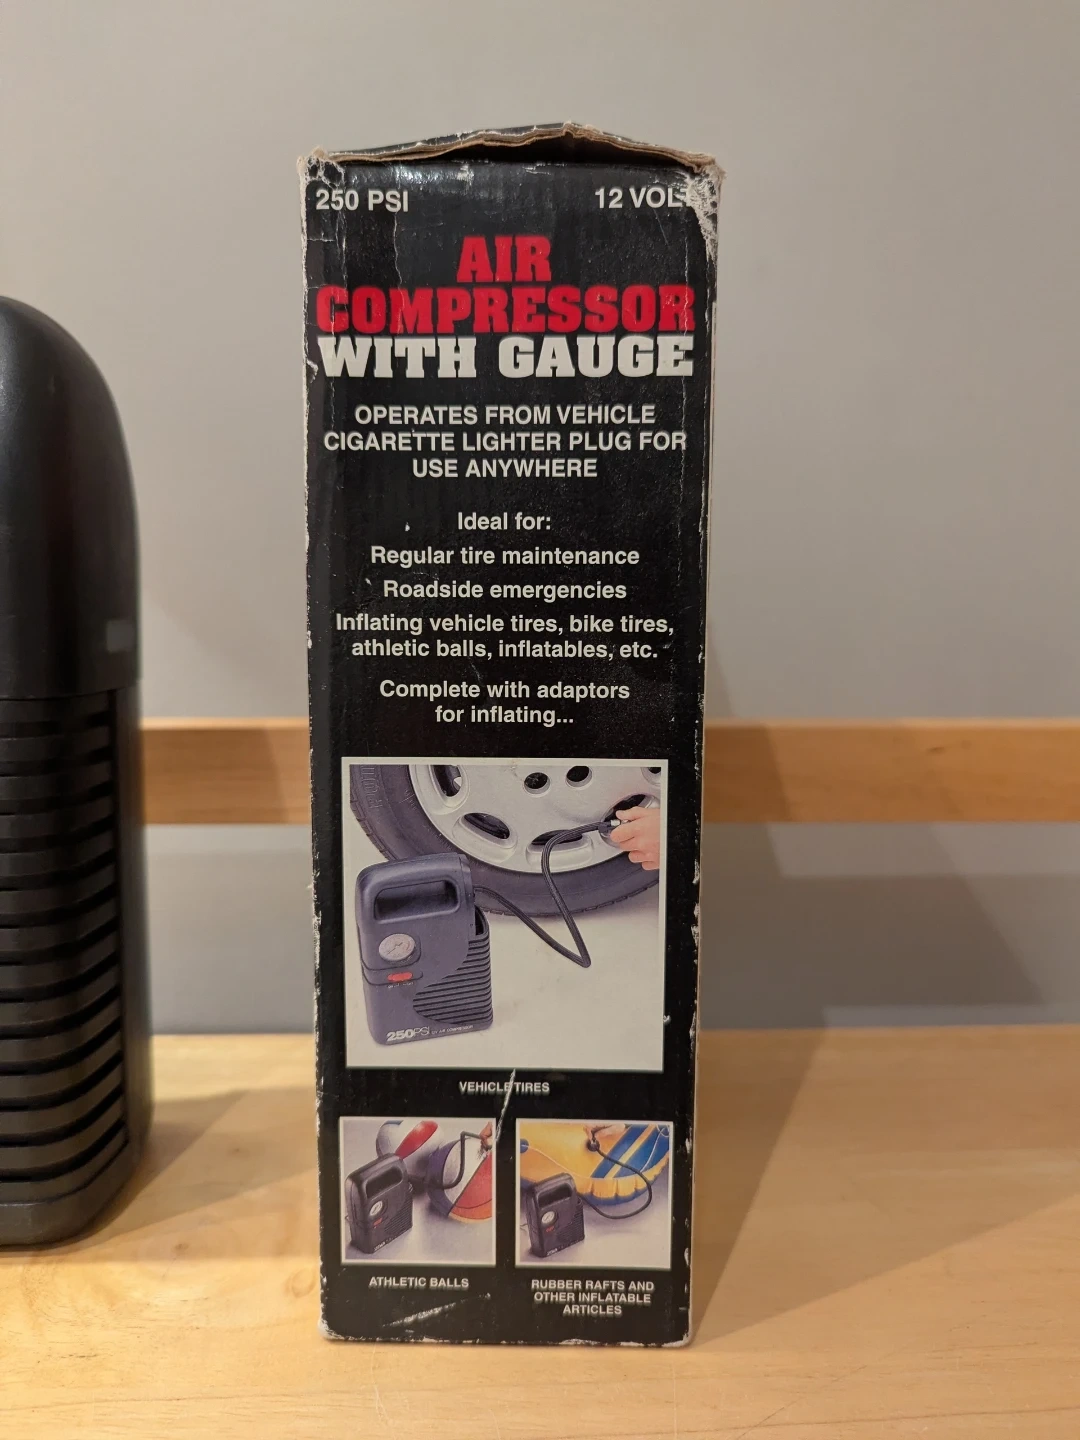 250 PSI
12 VOLT
AIR
COMPRESSOR
WITH GAUGE
OPERATES FROM VEHICLE
CIGARETTE LIGHTER PLUG FOR
USE ANYWHERE
Ideal for:
Regular tire maintenance
Roadside emergencies
Inflating vehicle tires, bike tires,
athletic balls, inflatables, etc.
Complete with adaptors
for inflating...
250PSI
VEHICLE TIRES
ATHLETIC BALLS
RUBBER RAFTS AND
OTHER INFLATABLE
ARTICLES